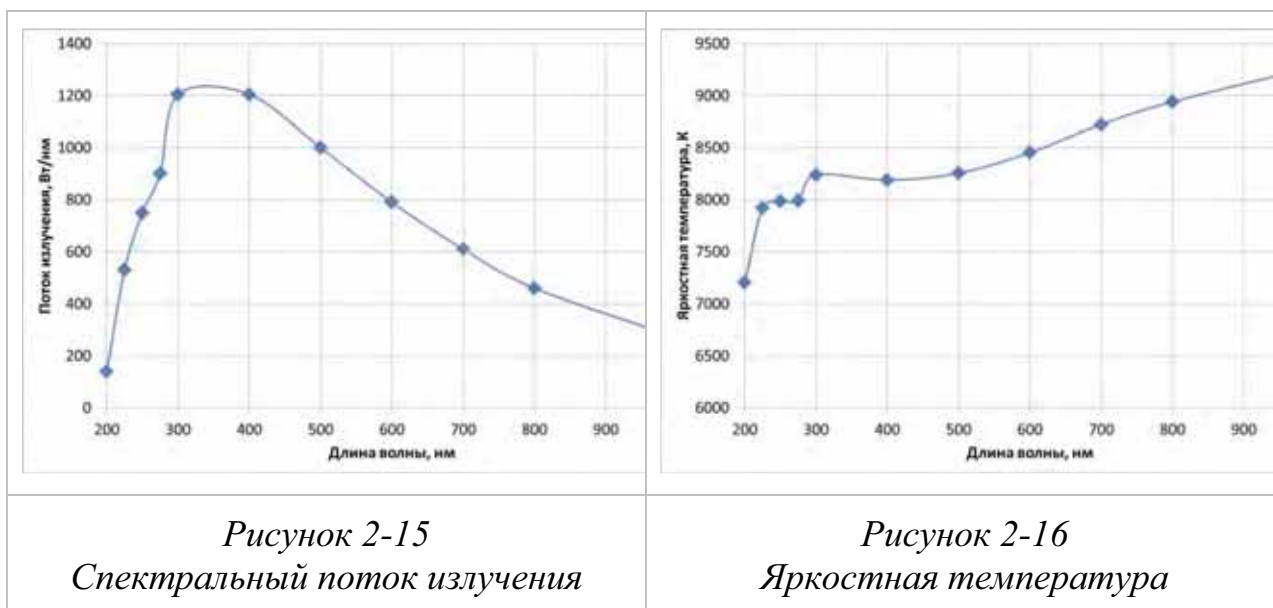 1400
1200
1000
800
600
400
200
0
Поток излучения, Вт/нм
200 300 400 500 600 700 800 900
Длина волны, нм
9500
9000
8500
8000
7500
7000
6500
6000
Яркостная температура, К
200 300 400 500 600 700 800 900
Длина волны, нм
Рисунок 2-15
Спектральный поток излучения
Рисунок 2-16
Яркостная температура